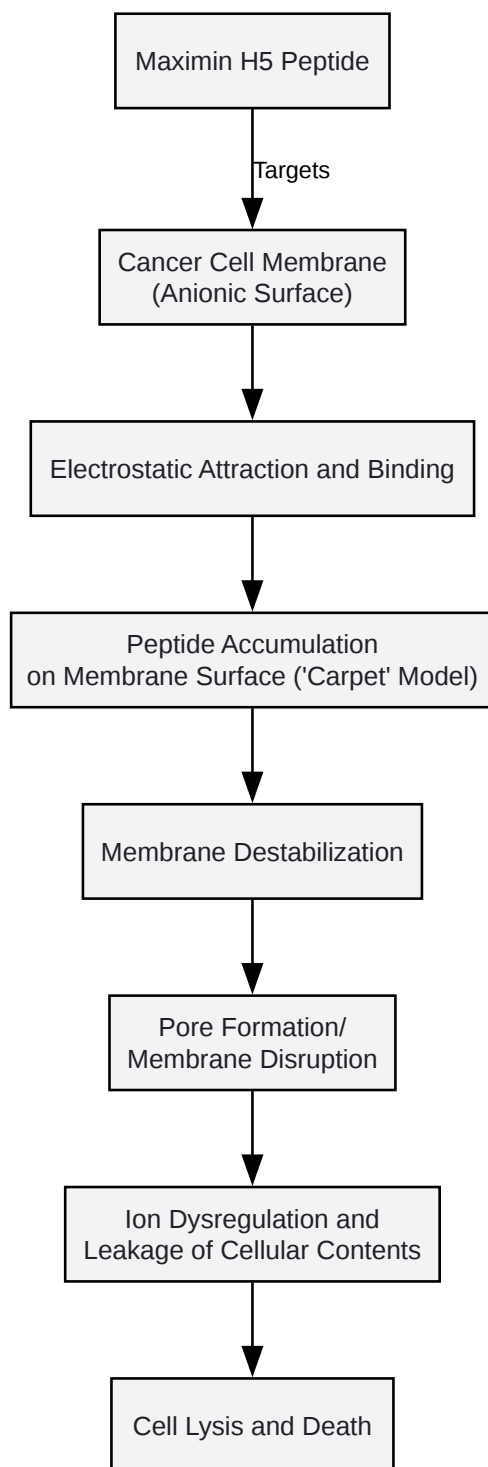 Maximin H5 Peptide
Targets
Cancer Cell Membrane
(Anionic Surface)
Electrostatic Attraction and Binding
Peptide Accumulation
on Membrane Surface ('Carpet' Model)
Membrane Destabilization
Pore Formation/
Membrane Disruption
Ion Dysregulation and
Leakage of Cellular Contents
Cell Lysis and Death